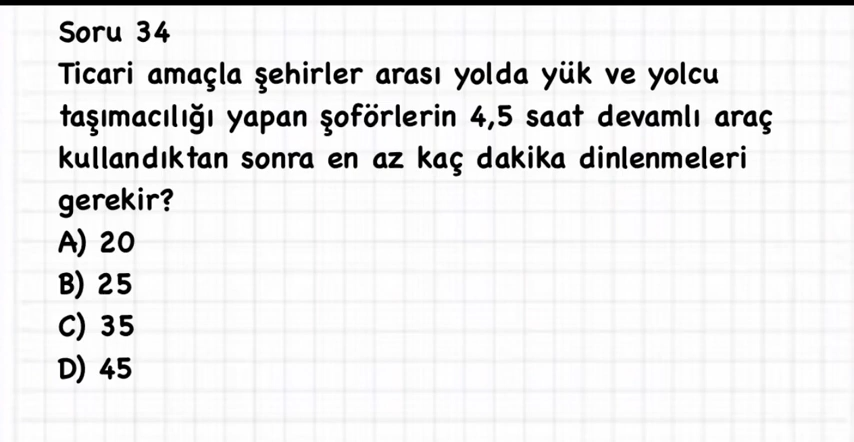 Soru 34
Ticari amaçla şehirler arası yolda yük ve yolcu
taşımacılığı yapan şoförlerin 4,5 saat devamlı araç
kullandıktan sonra en az kaç dakika dinlenmeleri
gerekir?
A) 20
B) 25
C) 35
D) 45